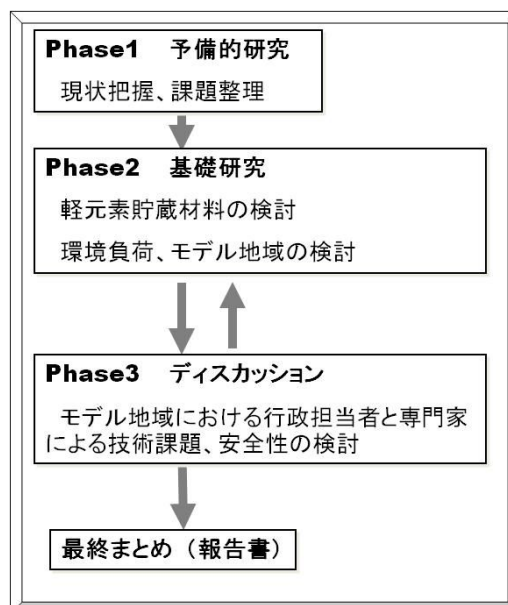 Phase1 予備的研究
現状把握、課題整理
Phase2 基礎研究
軽元素貯蔵材料の検討
環境負荷、モデル地域の検討
Phase3 ディスカッション
モデル地域における行政担当者と専門家
による技術課題、安全性の検討
最終まとめ（報告書）